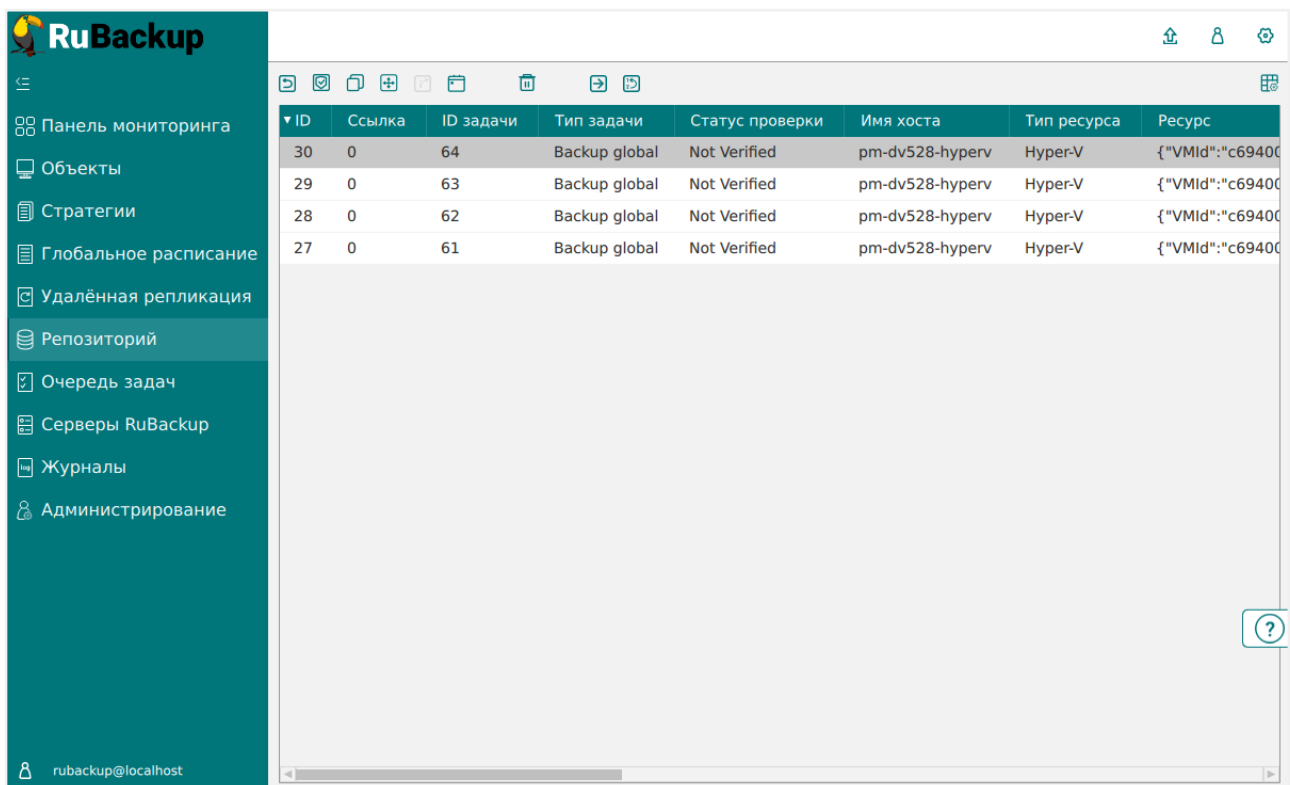 RuBackup
Панель мониторинга
Объекты
Стратегии
Глобальное расписание
Удалённая репликация
Репозиторий
Очередь задач
Серверы RuBackup
Журналы
Администрирование
rubackup@localhost
ID Ссылка ID задачи Тип задачи Статус проверки Имя хоста Тип ресурса Ресурс
30 0 64 Backup global Not Verified pm-dv528-hyperv Hyper-V {"VMId":"c69400
29 0 63 Backup global Not Verified pm-dv528-hyperv Hyper-V {"VMId":"c69400
28 0 62 Backup global Not Verified pm-dv528-hyperv Hyper-V {"VMId":"c69400
27 0 61 Backup global Not Verified pm-dv528-hyperv Hyper-V {"VMId":"c69400
?